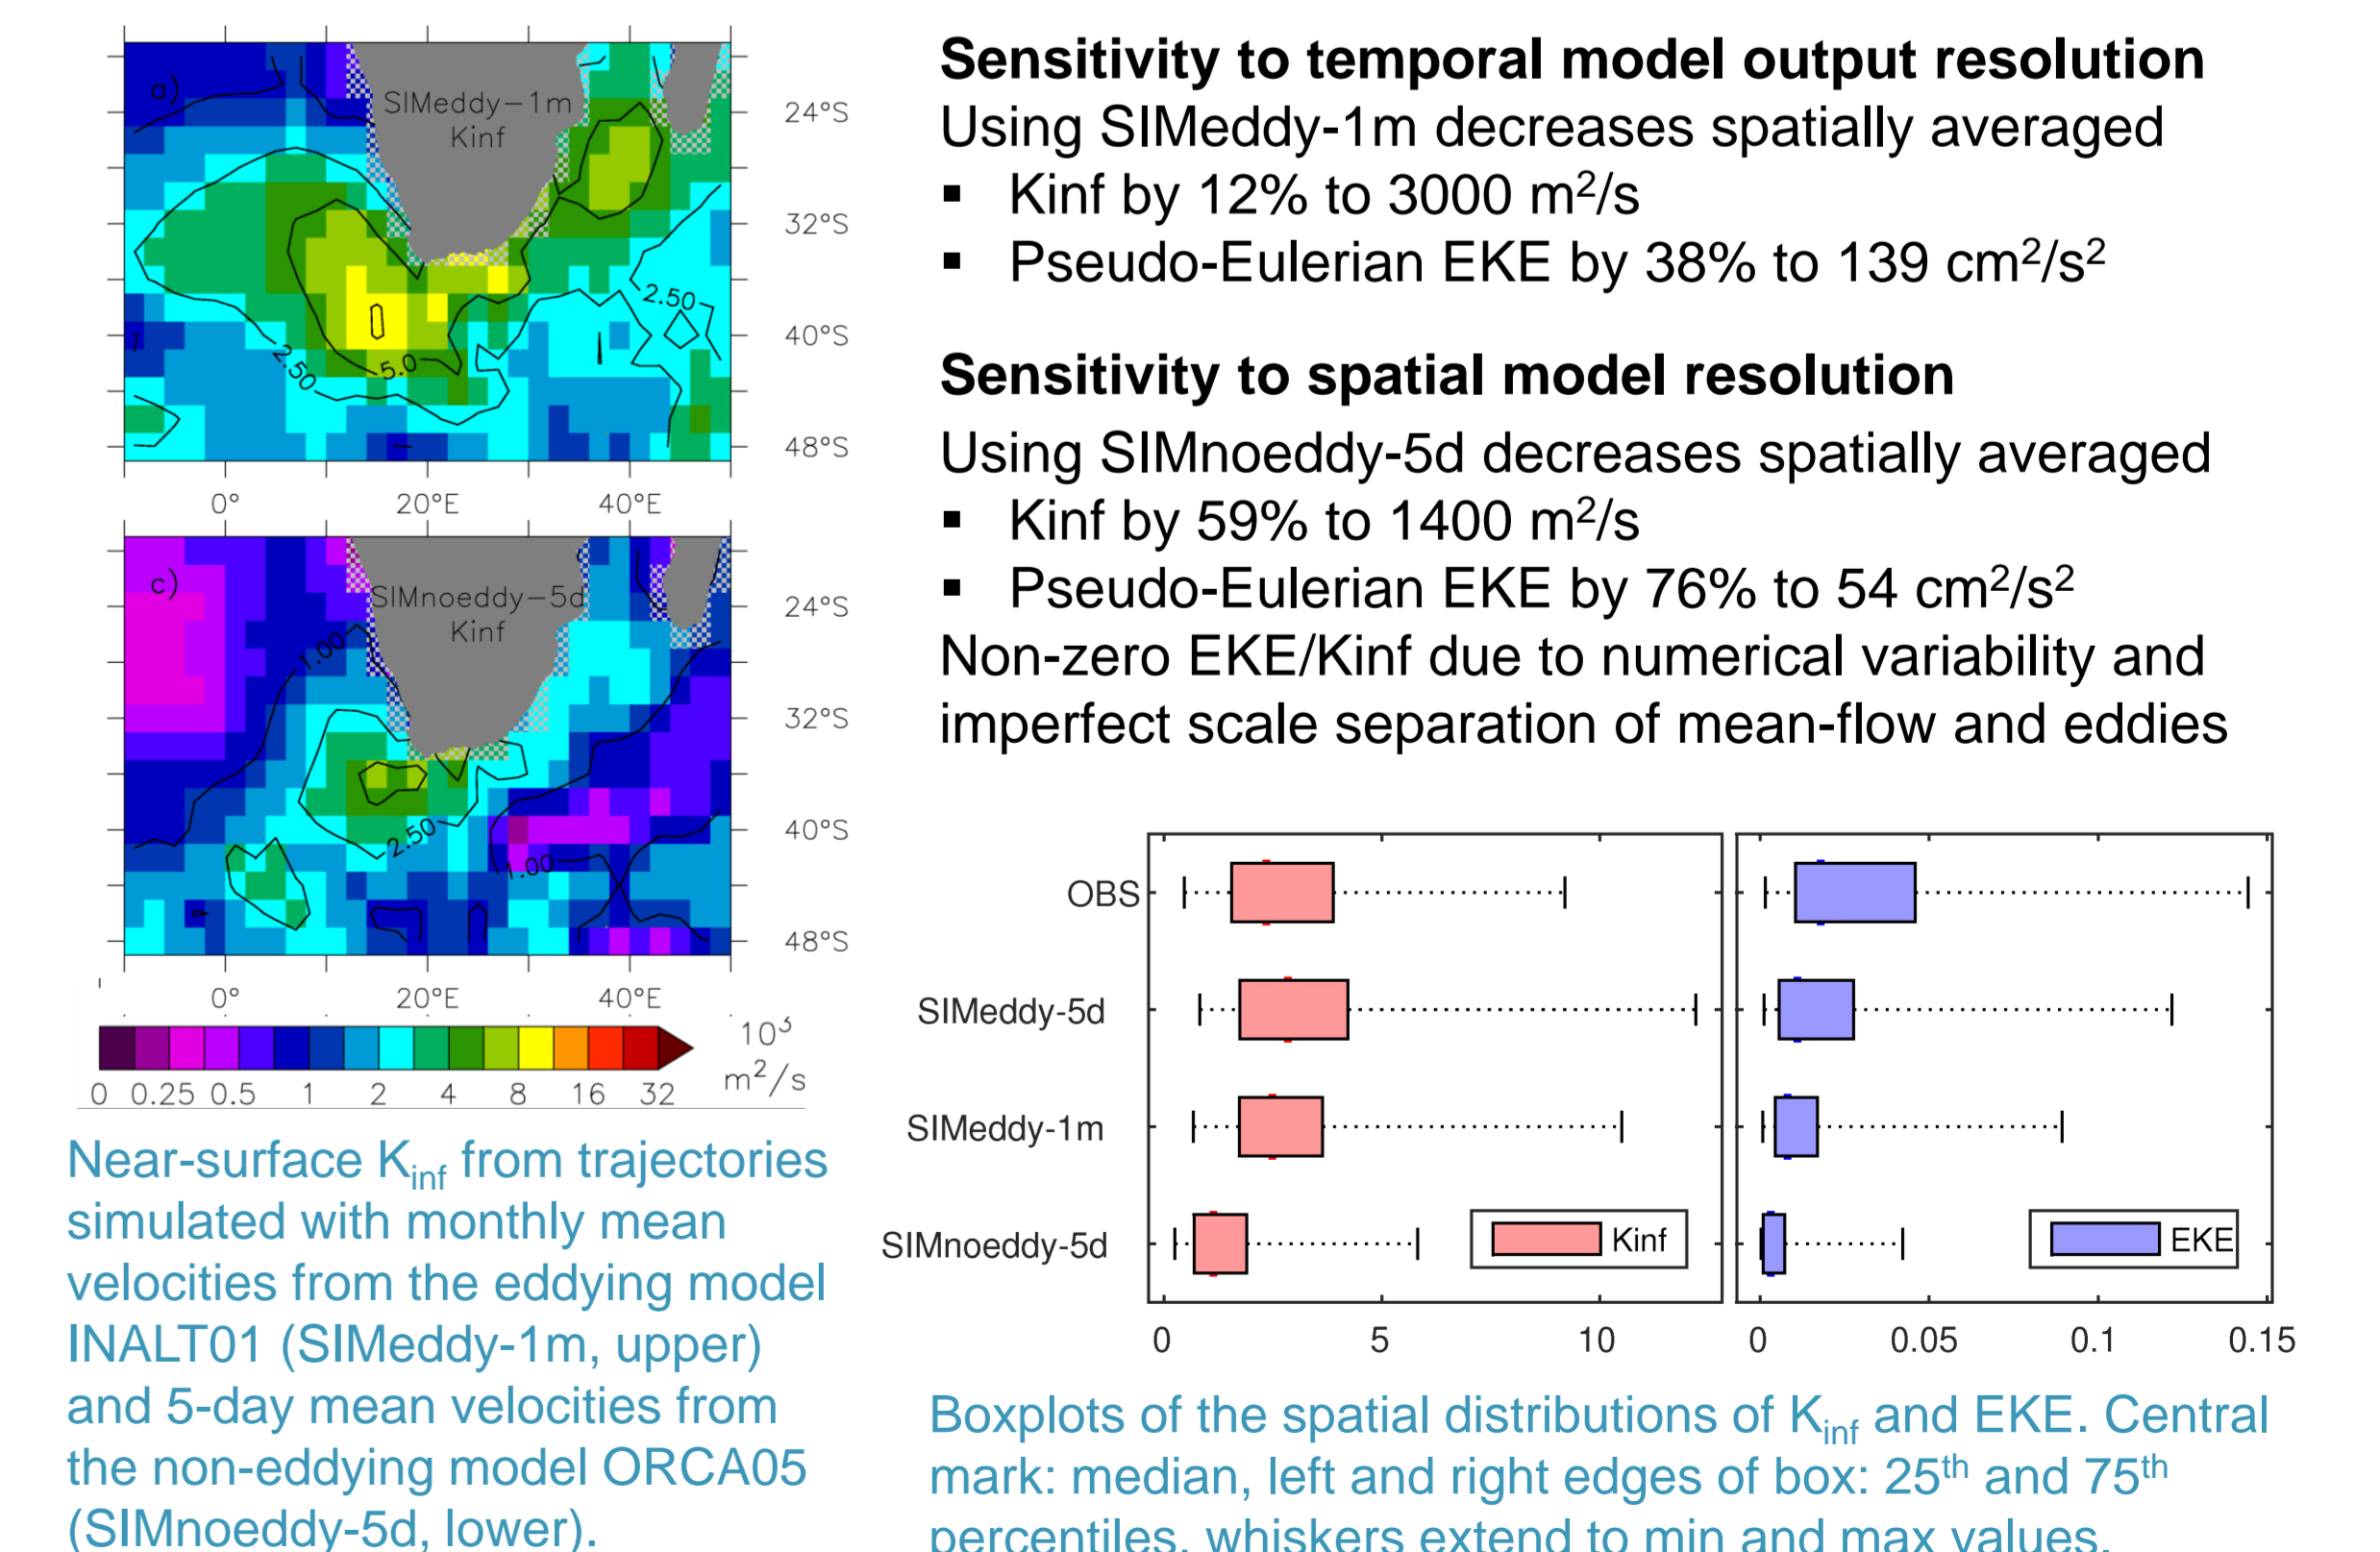 a)
SIMeddy-1m
Kinf
24°S
32°S
40°S
48°S
2.50
2.50
5.0
0°
20°E
40°E
c)
SIMnoeddy-5d
Kinf
24°S
32°S
40°S
48°S
1.00
2.50
1.00
0°
20°E
40°E
0 0.25 0.5 1 2 4 8 16 32
10³
m²/s
Near-surface Kinf from trajectories
simulated with monthly mean
velocities from the eddying model
INALT01 (SIMeddy-1m, upper)
and 5-day mean velocities from
the non-eddying model ORCA05
(SIMnoeddy-5d, lower).
Sensitivity to temporal model output resolution
Using SIMeddy-1m decreases spatially averaged
▪ Kinf by 12% to 3000 m²/s
▪ Pseudo-Eulerian EKE by 38% to 139 cm²/s²
Sensitivity to spatial model resolution
Using SIMnoeddy-5d decreases spatially averaged
▪ Kinf by 59% to 1400 m²/s
▪ Pseudo-Eulerian EKE by 76% to 54 cm²/s²
Non-zero EKE/Kinf due to numerical variability and
imperfect scale separation of mean-flow and eddies
OBS
SIMeddy-5d
SIMeddy-1m
SIMnoeddy-5d
Kinf
EKE
0 5 10
0 0.05 0.1 0.15
Boxplots of the spatial distributions of Kinf and EKE. Central
mark: median, left and right edges of box: 25th and 75th
percentiles, whiskers extend to min and max values.